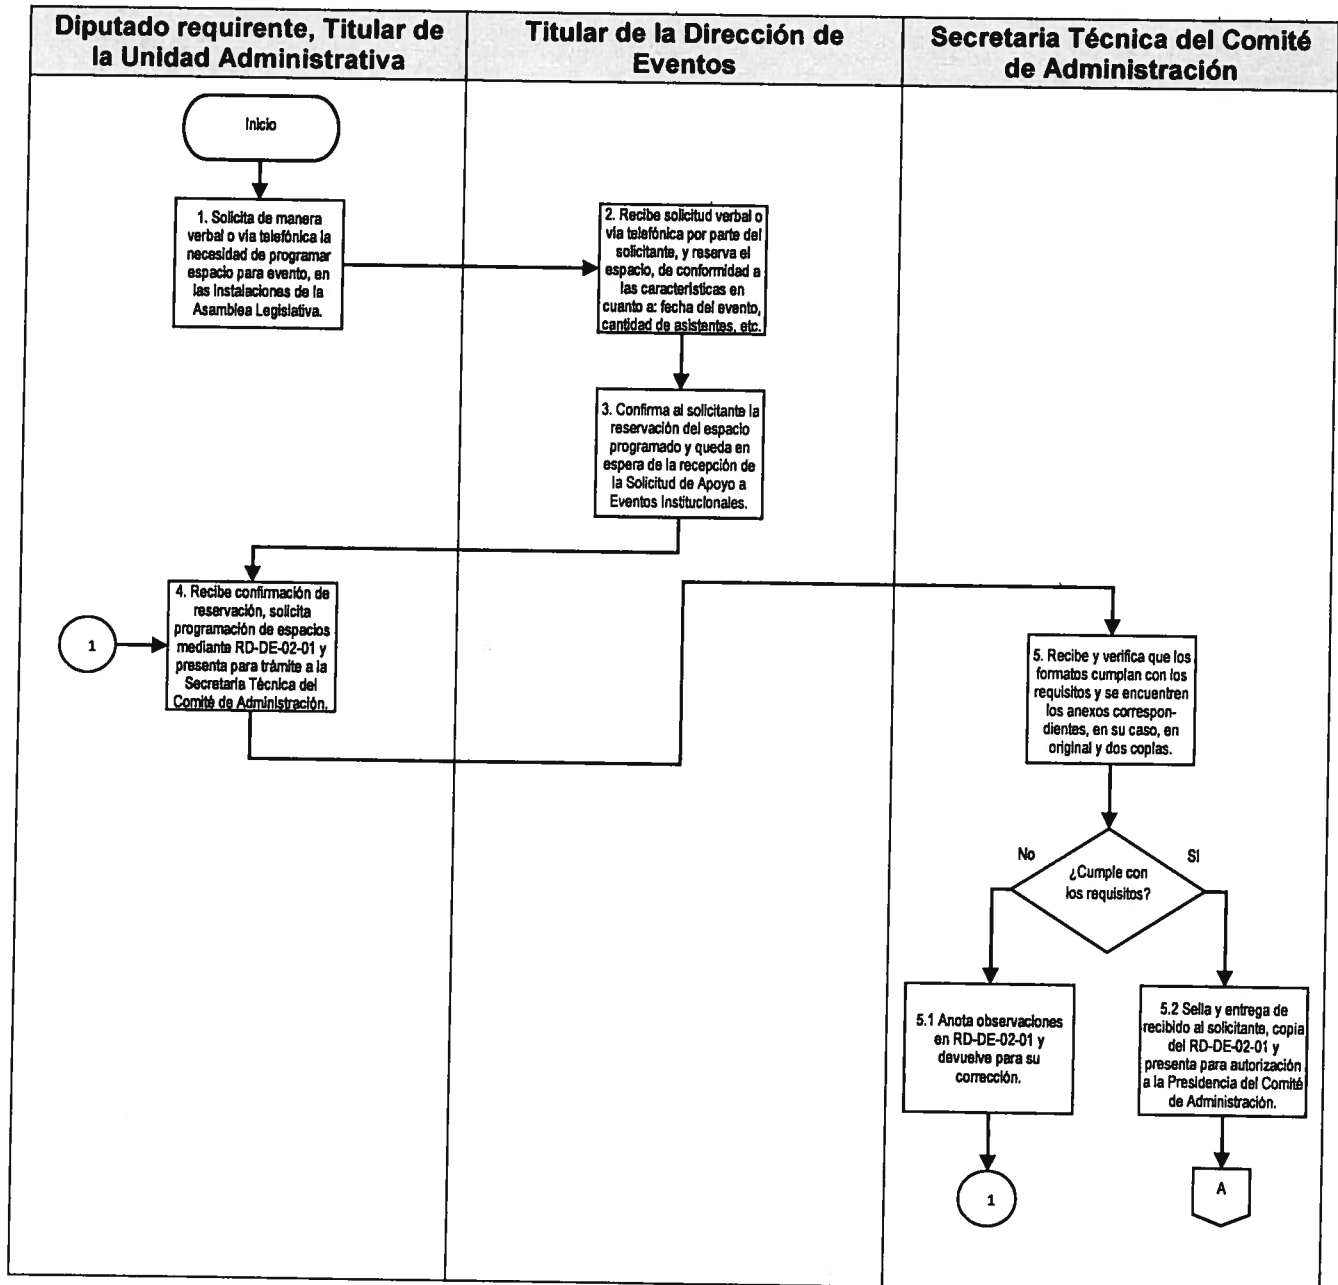 Diputado requirente, Titular de
la Unidad Administrativa
Titular de la Dirección de
Eventos
Secretaria Técnica del Comité
de Administración
Inicio
1. Solicita de manera
verbal o via telefónica la
necesidad de programar
espacio para evento, en
las Instalaciones de la
Asamblea Legislativa.
2. Recibe solicitud verbal o
via telefónica por parte del
solicitante, y reserva el
espacio, de conformidad a
las características en
cuanto a: fecha del evento,
cantidad de asistentes, etc.
3. Confirma al solicitante la
reservación del espacio
programado y queda en
espera de la recepción de
la Solicitud de Apoyo a
Eventos Institucionales.
4. Recibe confirmación de
reservación, solicita
programación de espacios
mediante RD-DE-02-01 y
presenta para trámite a la
Secretaria Técnica del
Comité de Administración.
1
5. Recibe y verifica que los
formatos cumplan con los
requisitos y se encuentren
los anexos correspon-
dientes, en su caso, en
original y dos copias.
No
¿Cumple con
los requisitos?
Si
5.1 Anota observaciones
en RD-DE-02-01 y
devuelve para su
corrección.
5.2 Sella y entrega de
recibido al solicitante, copia
del RD-DE-02-01 y
presenta para autorización
a la Presidencia del Comité
de Administración.
1
A